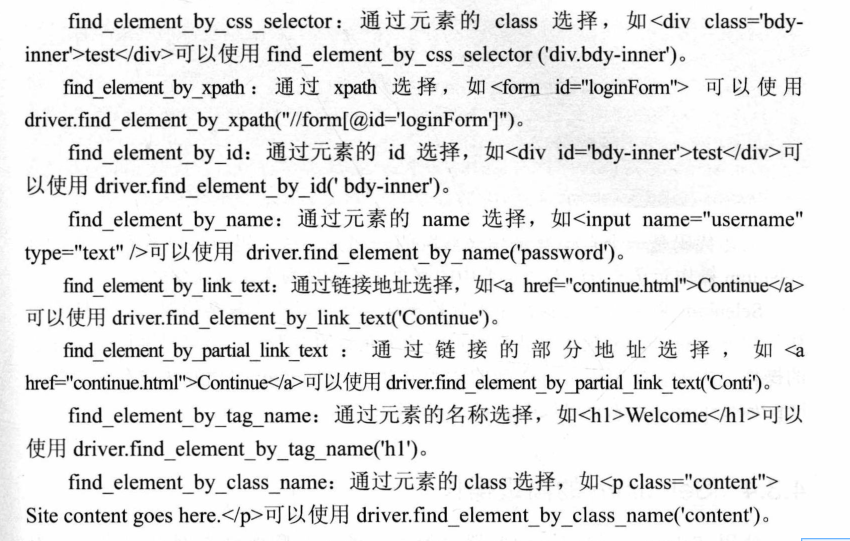 find_element_by_css_selector：通过元素的 class 选择，如<div class='bdy-
inner'>test</div>可以使用 find_element_by_css_selector ('div.bdy-inner')。
find_element_by_xpath：通过 xpath 选择，如<form id="loginForm"> 可以使用
driver.find_element_by_xpath("//form[@id='loginForm']")。
find_element_by_id：通过元素的 id 选择，如<div id='bdy-inner'>test</div>可
以使用 driver.find_element_by_id(' bdy-inner')。
find_element_by_name：通过元素的 name 选择，如<input name="username"
type="text" />可以使用 driver.find_element_by_name('password')。
find_element_by_link_text：通过链接地址选择，如<a href="continue.html">Continue</a>
可以使用 driver.find_element_by_link_text('Continue')。
find_element_by_partial_link_text：通过链接的部分地址选择，如<a
href="continue.html">Continue</a>可以使用 driver.find_element_by_partial_link_text('Conti')。
find_element_by_tag_name：通过元素的名称选择，如<h1>Welcome</h1>可以
使用 driver.find_element_by_tag_name('h1')。
find_element_by_class_name：通过元素的 class 选择，如<p class="content">
Site content goes here.</p>可以使用 driver.find_element_by_class_name('content')。